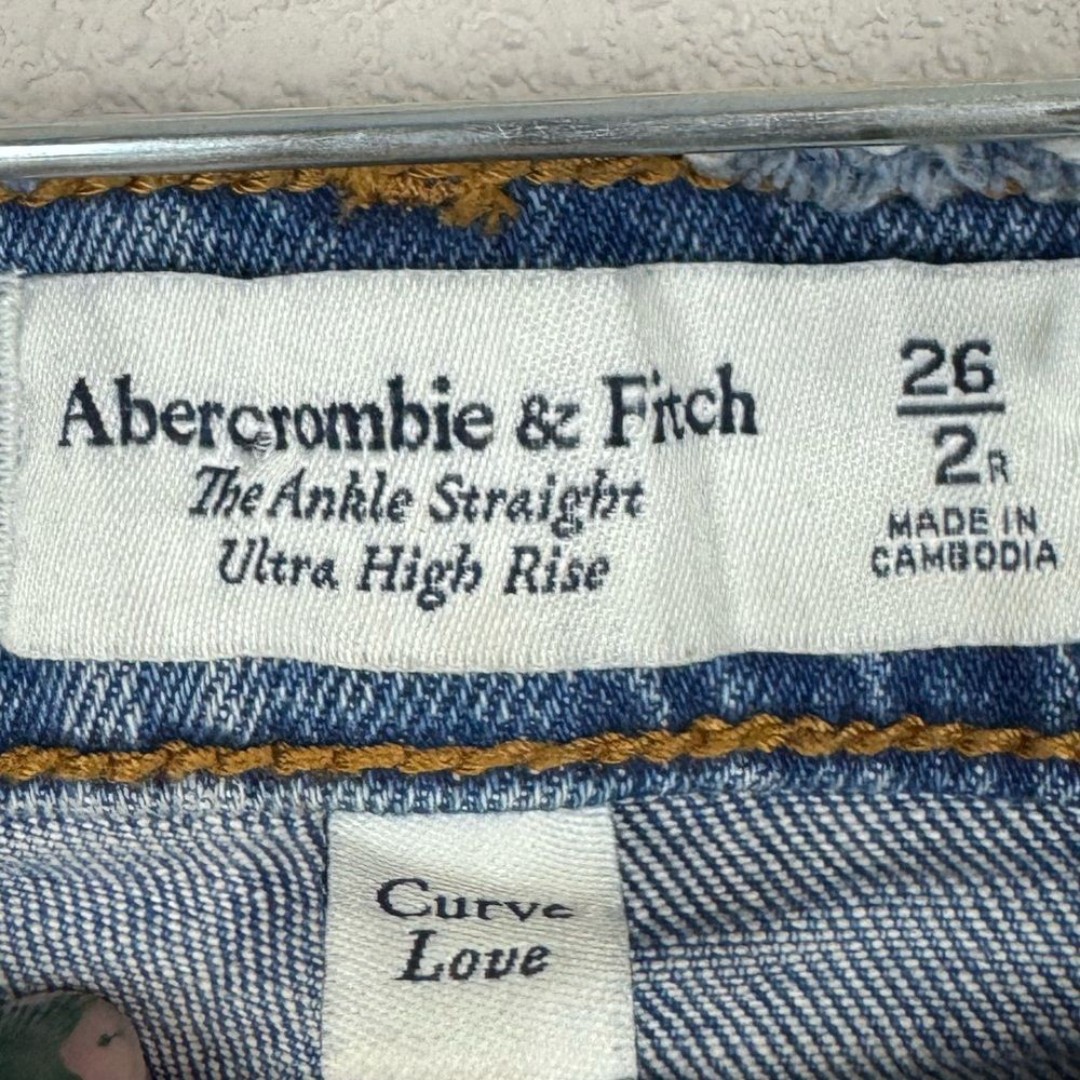 Abercrombie & Fitch
The Ankle Straight
Ultra High Rise
26
2R
MADE IN
CAMBODIA
Curve
Love